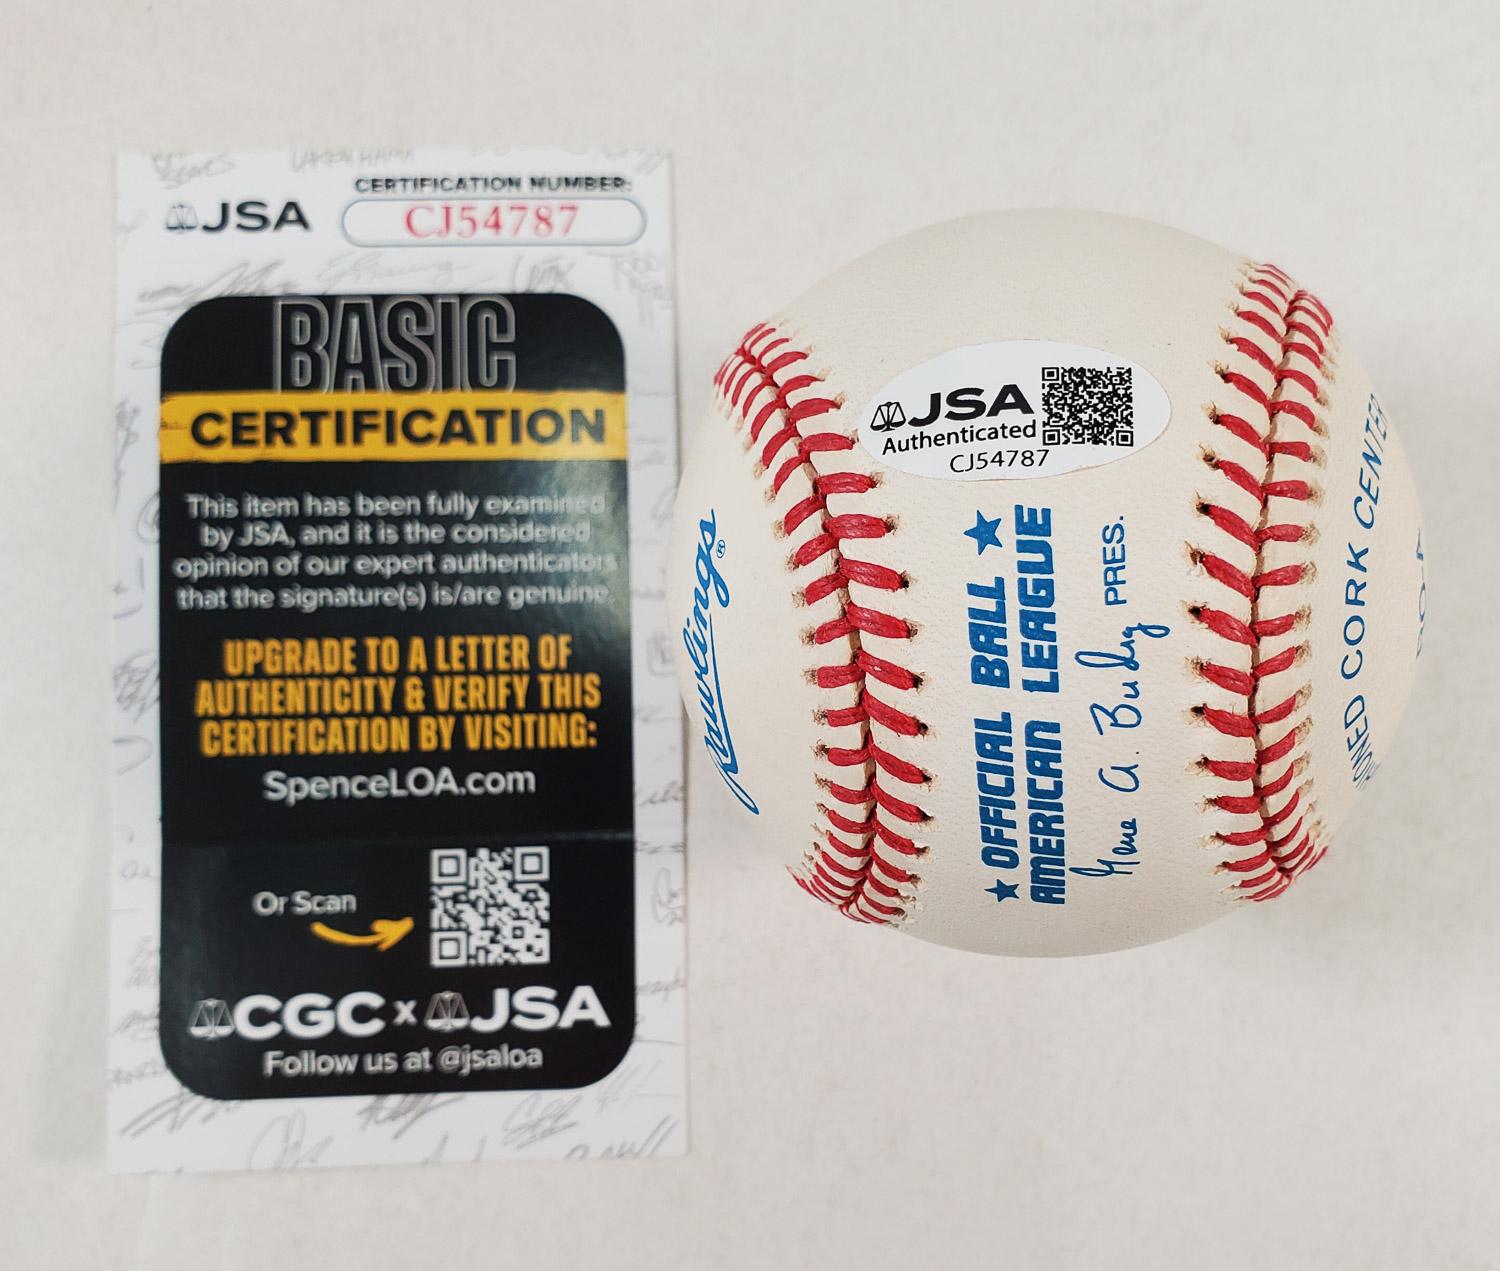 JSA
CERTIFICATION NUMBER:
CJ54787
BASIC
CERTIFICATION
This item has been fully examined
by JSA, and it is the considered
opinion of our expert authenticators
that the signature(s) is/are genuine.
UPGRADE TO A LETTER OF
AUTHENTICITY & VERIFY THIS
CERTIFICATION BY VISITING:
SpenceLOA.com
Or Scan
CGC x JSA
Follow us at @jsaloa
JSA
Authenticated
CJ54787
Rawlings®
★ OFFICIAL BALL ★
AMERICAN LEAGUE
Gene A. Budig PRES.
CORK CENTER